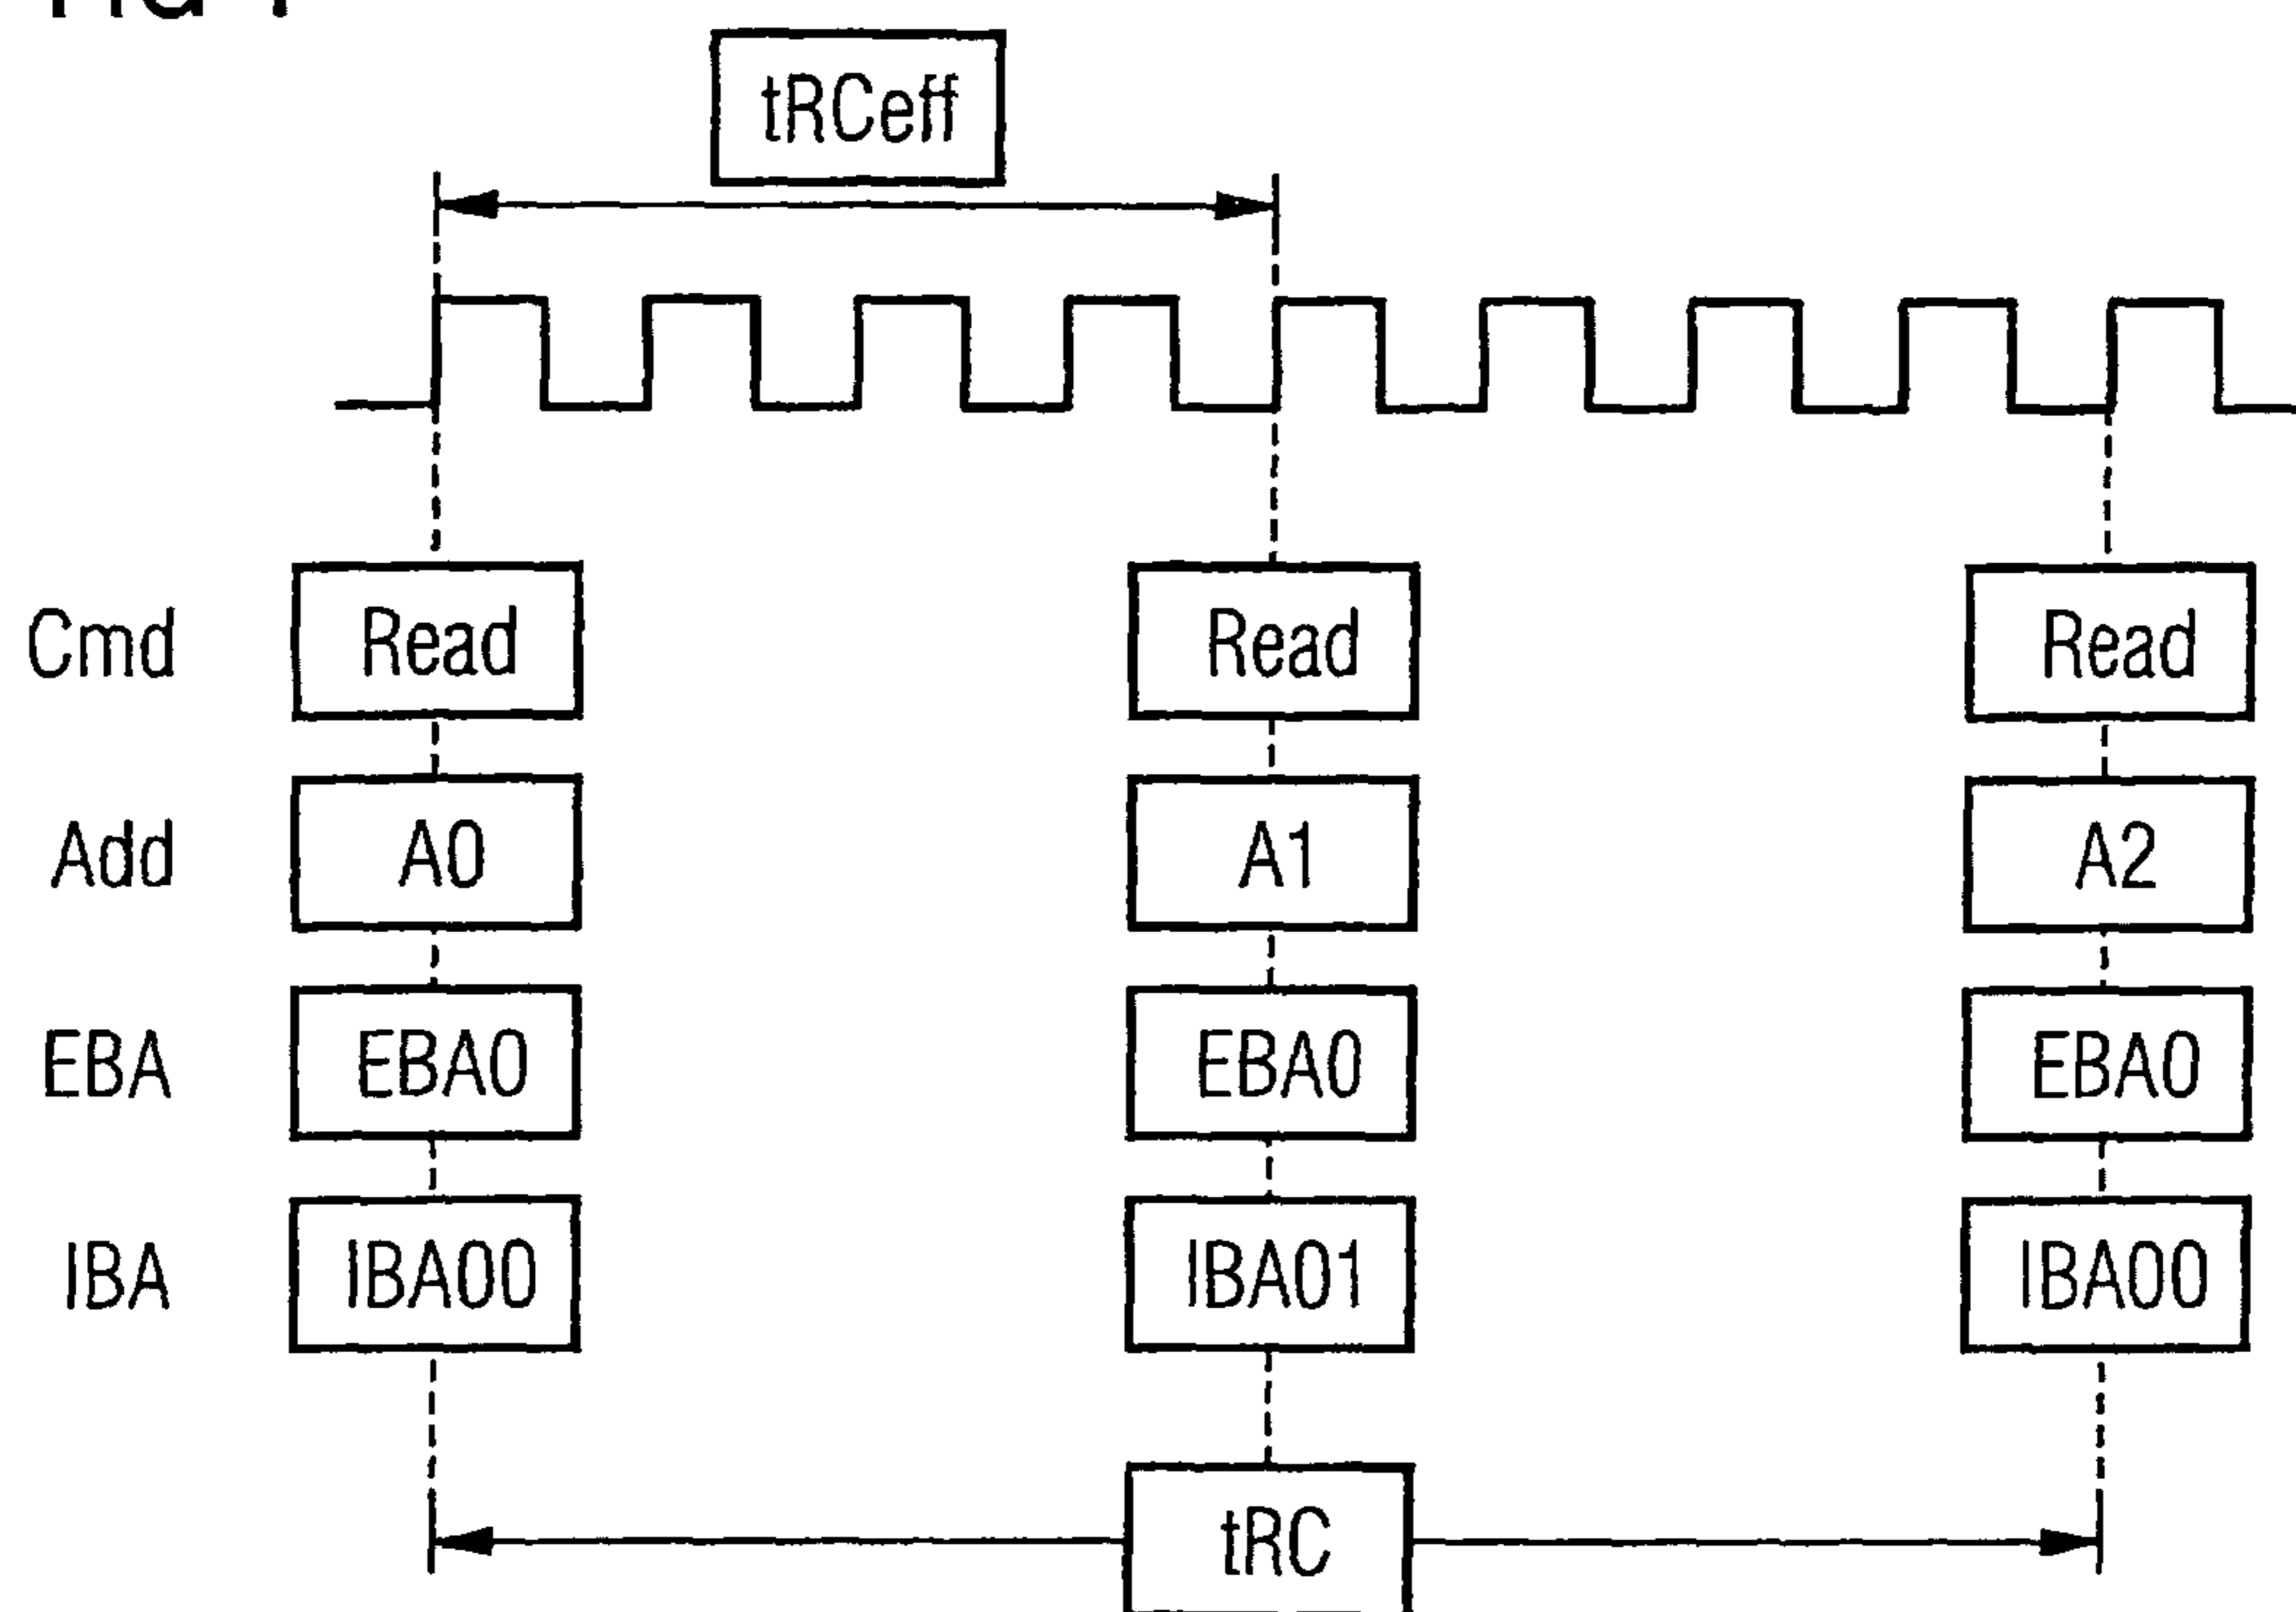 tRCeff
Cmd Read Read Read
Add A0 A1 A2
EBA EBA0 EBA0 EBA0
IBA IBA00 IBA01 IBA00
tRC